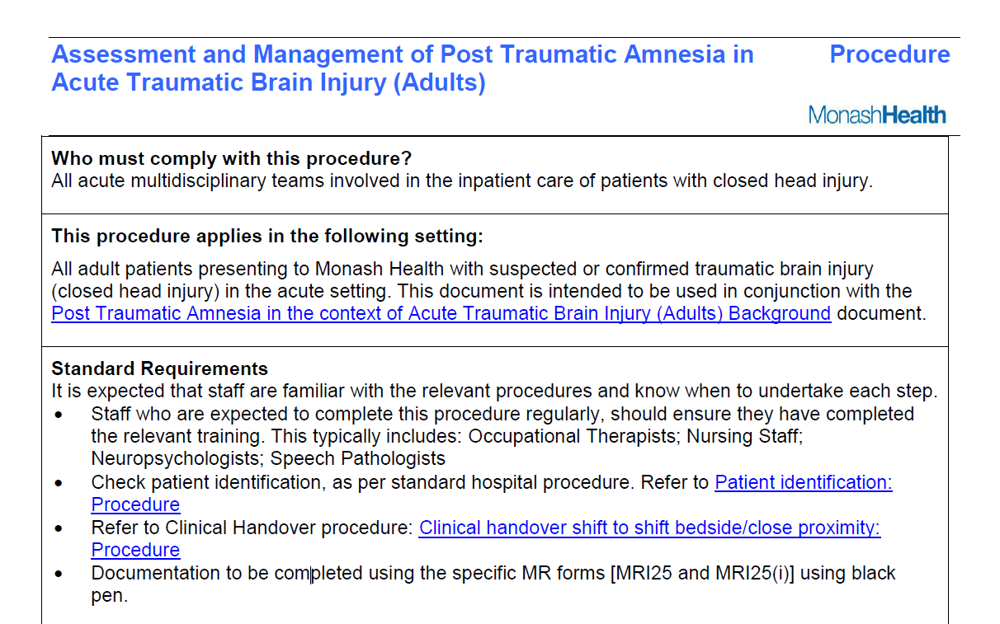 Assessment and Management of Post Traumatic Amnesia in
Acute Traumatic Brain Injury (Adults)
Procedure
MonashHealth
Who must comply with this procedure?
All acute multidisciplinary teams involved in the inpatient care of patients with closed head injury.
This procedure applies in the following setting:
All adult patients presenting to Monash Health with suspected or confirmed traumatic brain injury
(closed head injury) in the acute setting. This document is intended to be used in conjunction with the
Post Traumatic Amnesia in the context of Acute Traumatic Brain Injury (Adults) Background document.
Standard Requirements
It is expected that staff are familiar with the relevant procedures and know when to undertake each step.
• Staff who are expected to complete this procedure regularly, should ensure they have completed
the relevant training. This typically includes: Occupational Therapists; Nursing Staff;
Neuropsychologists; Speech Pathologists
• Check patient identification, as per standard hospital procedure. Refer to Patient identification:
Procedure
• Refer to Clinical Handover procedure: Clinical handover shift to shift bedside/close proximity:
Procedure
• Documentation to be completed using the specific MR forms [MRI25 and MRI25(i)] using black
pen.